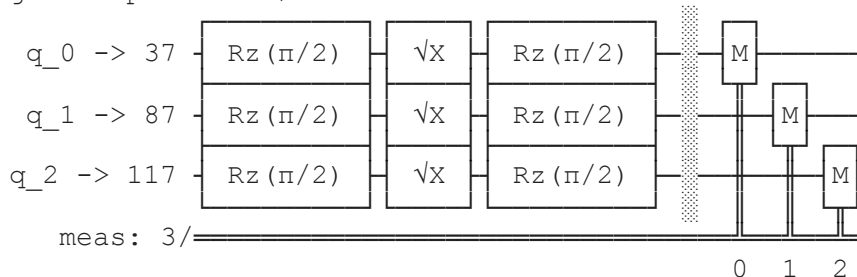 q_0 -> 37 Rz(π/2) √X Rz(π/2) M
q_1 -> 87 Rz(π/2) √X Rz(π/2) M
q_2 -> 117 Rz(π/2) √X Rz(π/2) M
meas: 3/
0 1 2